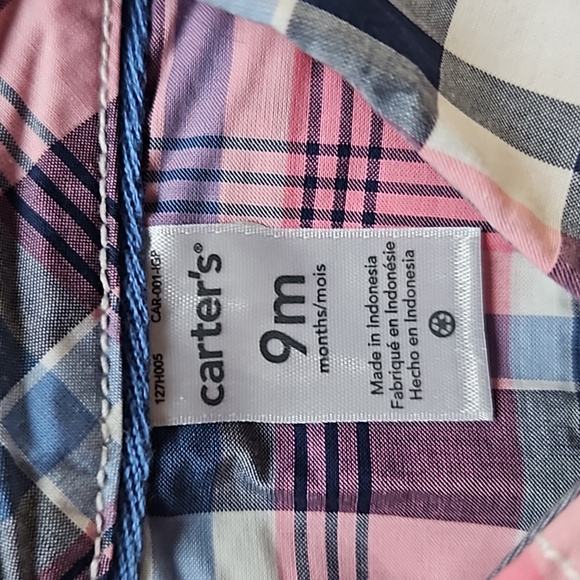 127H005 CAR-001-IGP
carter's®
9m
months/mois
Made in Indonesia
Fabriqué en Indonésie
Hecho en Indonesia